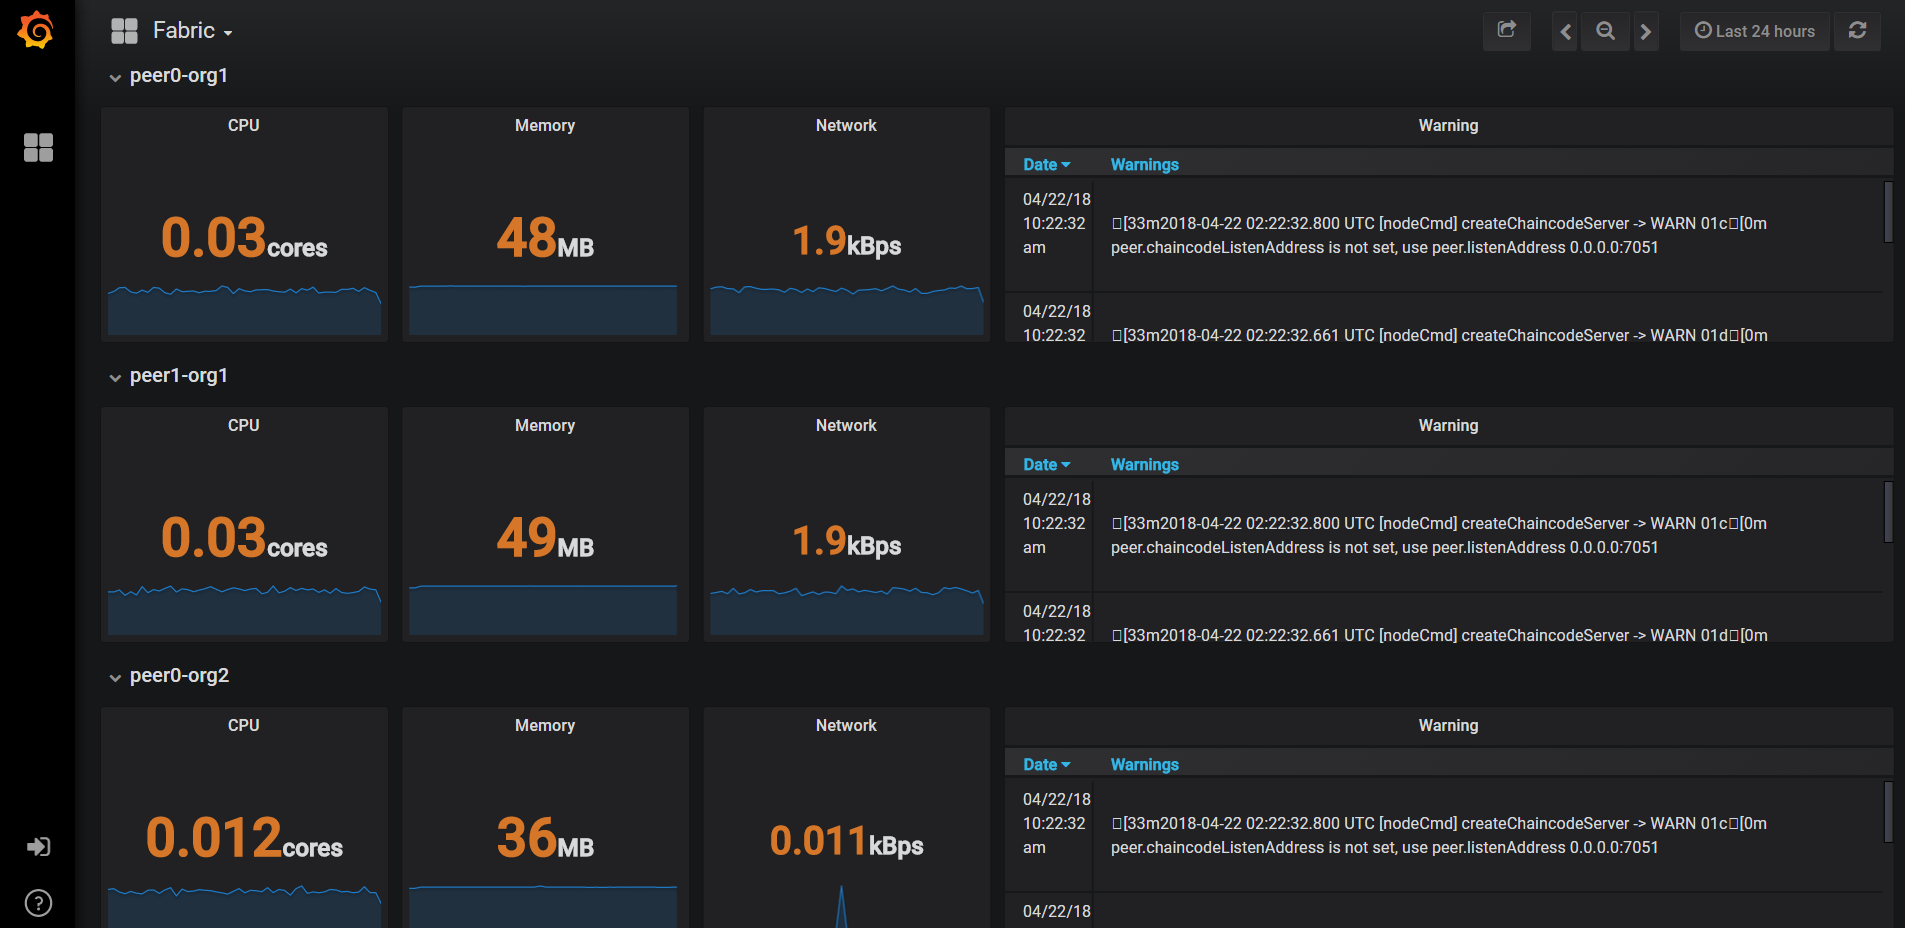 Fabric
Last 24 hours
peer0-org1
CPU
Memory
Network
Warning
Date
Warnings
0.03cores
48MB
1.9kBps
04/22/18
10:22:32
am
[33m2018-04-22 02:22:32.800 UTC [nodeCmd] createChaincodeServer -> WARN 01c□[0m
peer.chaincodeListenAddress is not set, use peer.listenAddress 0.0.0.0:7051
04/22/18
10:22:32
□[33m2018-04-22 02:22:32.661 UTC [nodeCmd] createChaincodeServer -> WARN 01d□[0m
peer1-org1
CPU
Memory
Network
Warning
Date
Warnings
0.03cores
49MB
1.9kBps
04/22/18
10:22:32
am
□[33m2018-04-22 02:22:32.800 UTC [nodeCmd] createChaincodeServer -> WARN 01c□[0m
peer.chaincodeListenAddress is not set, use peer.listenAddress 0.0.0.0:7051
04/22/18
10:22:32
□[33m2018-04-22 02:22:32.661 UTC [nodeCmd] createChaincodeServer -> WARN 01d□[0m
peer0-org2
CPU
Memory
Network
Warning
Date
Warnings
0.012cores
36MB
0.011kBps
04/22/18
10:22:32
am
□[33m2018-04-22 02:22:32.800 UTC [nodeCmd] createChaincodeServer -> WARN 01c□[0m
peer.chaincodeListenAddress is not set, use peer.listenAddress 0.0.0.0:7051
04/22/18
?